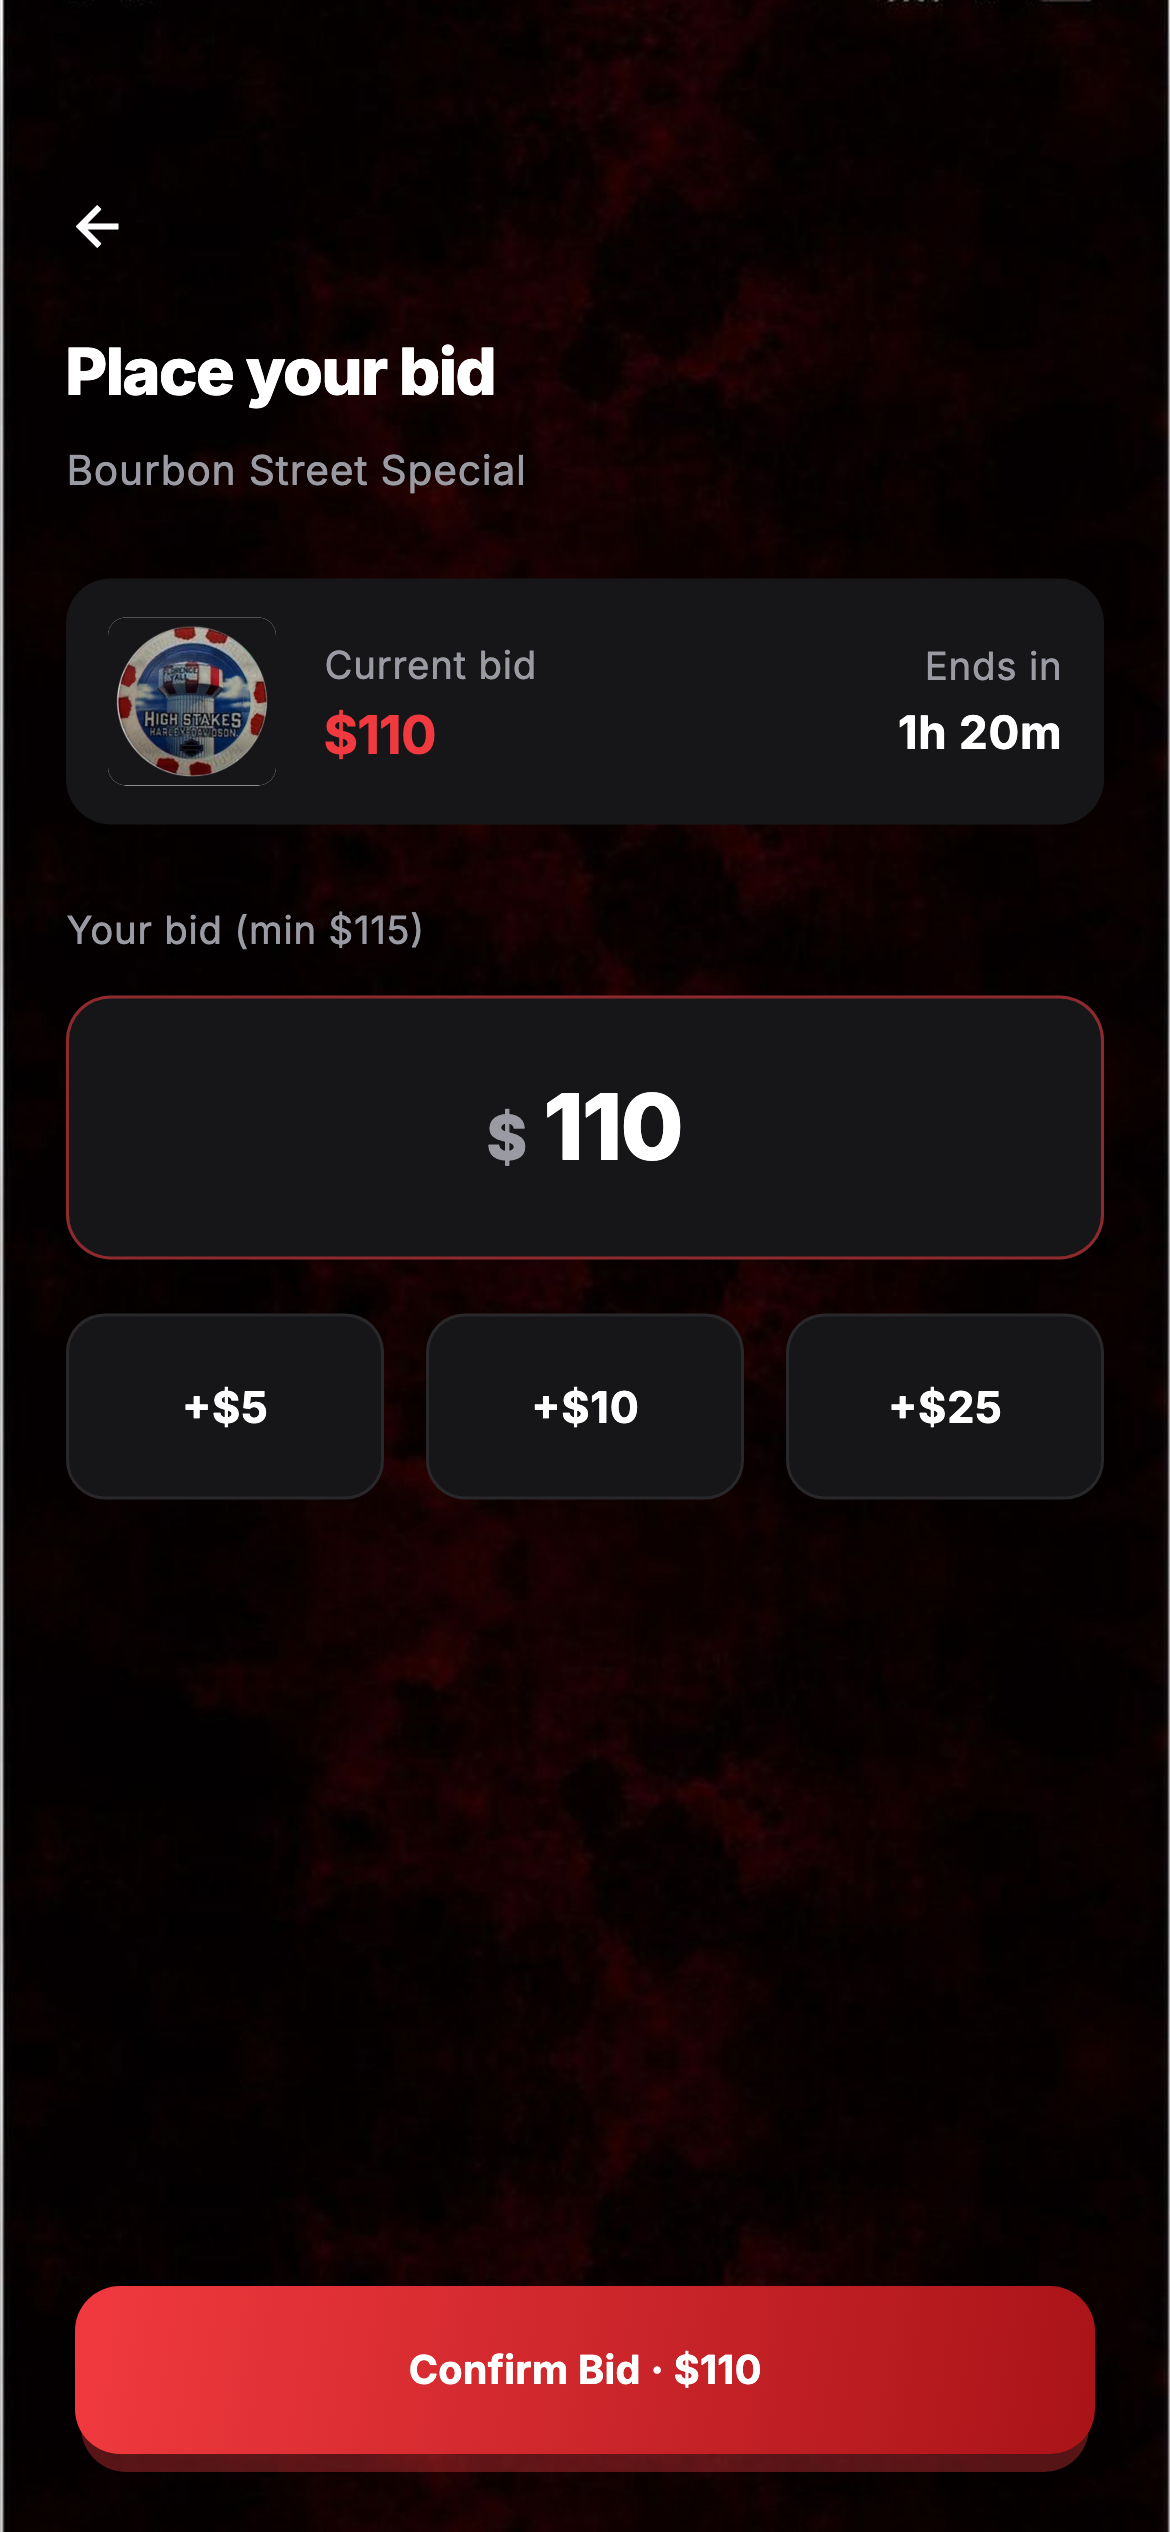 Place your bid
Bourbon Street Special
HIGH STAKES
HARLEY-DAVIDSON
Current bid
$110
Ends in
1h 20m
Your bid (min $115)
$ 110
+$5
+$10
+$25
Confirm Bid · $110